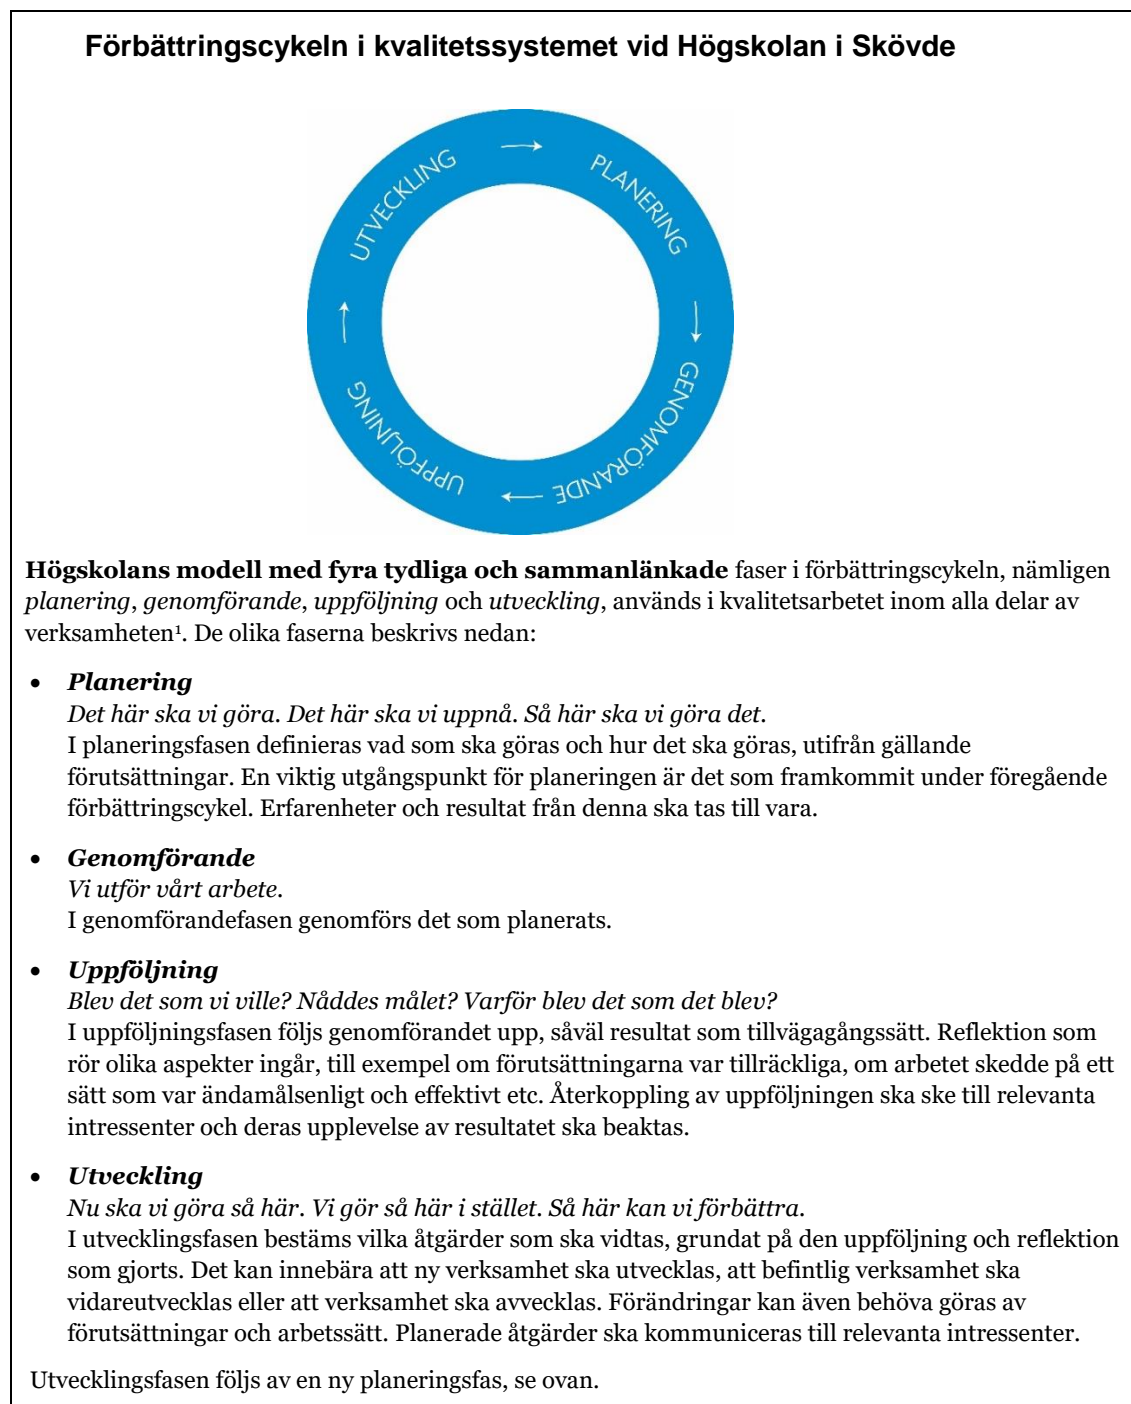 Förbättringscykeln i kvalitetssystemet vid Högskolan i Skövde
UTVECKLING
PLANERING
GENOMFÖRANDE
UPPFÖLJNING
Högskolans modell med fyra tydliga och sammanlänkade faser i förbättringscykeln, nämligen
planering, genomförande, uppföljning och utveckling, används i kvalitetsarbetet inom alla delar av
verksamheten¹. De olika faserna beskrivs nedan:
• Planering
Det här ska vi göra. Det här ska vi uppnå. Så här ska vi göra det.
I planeringsfasen definieras vad som ska göras och hur det ska göras, utifrån gällande
förutsättningar. En viktig utgångspunkt för planeringen är det som framkommit under föregående
förbättringscykel. Erfarenheter och resultat från denna ska tas till vara.
• Genomförande
Vi utför vårt arbete.
I genomförandefasen genomförs det som planerats.
• Uppföljning
Blev det som vi ville? Nåddes målet? Varför blev det som det blev?
I uppföljningsfasen följs genomförandet upp, såväl resultat som tillvägagångssätt. Reflektion som
rör olika aspekter ingår, till exempel om förutsättningarna var tillräckliga, om arbetet skedde på ett
sätt som var ändamålsenligt och effektivt etc. Återkoppling av uppföljningen ska ske till relevanta
intressenter och deras upplevelse av resultatet ska beaktas.
• Utveckling
Nu ska vi göra så här. Vi gör så här i stället. Så här kan vi förbättra.
I utvecklingsfasen bestäms vilka åtgärder som ska vidtas, grundat på den uppföljning och reflektion
som gjorts. Det kan innebära att ny verksamhet ska utvecklas, att befintlig verksamhet ska
vidareutvecklas eller att verksamhet ska avvecklas. Förändringar kan även behöva göras av
förutsättningar och arbetssätt. Planerade åtgärder ska kommuniceras till relevanta intressenter.
Utvecklingsfasen följs av en ny planeringsfas, se ovan.